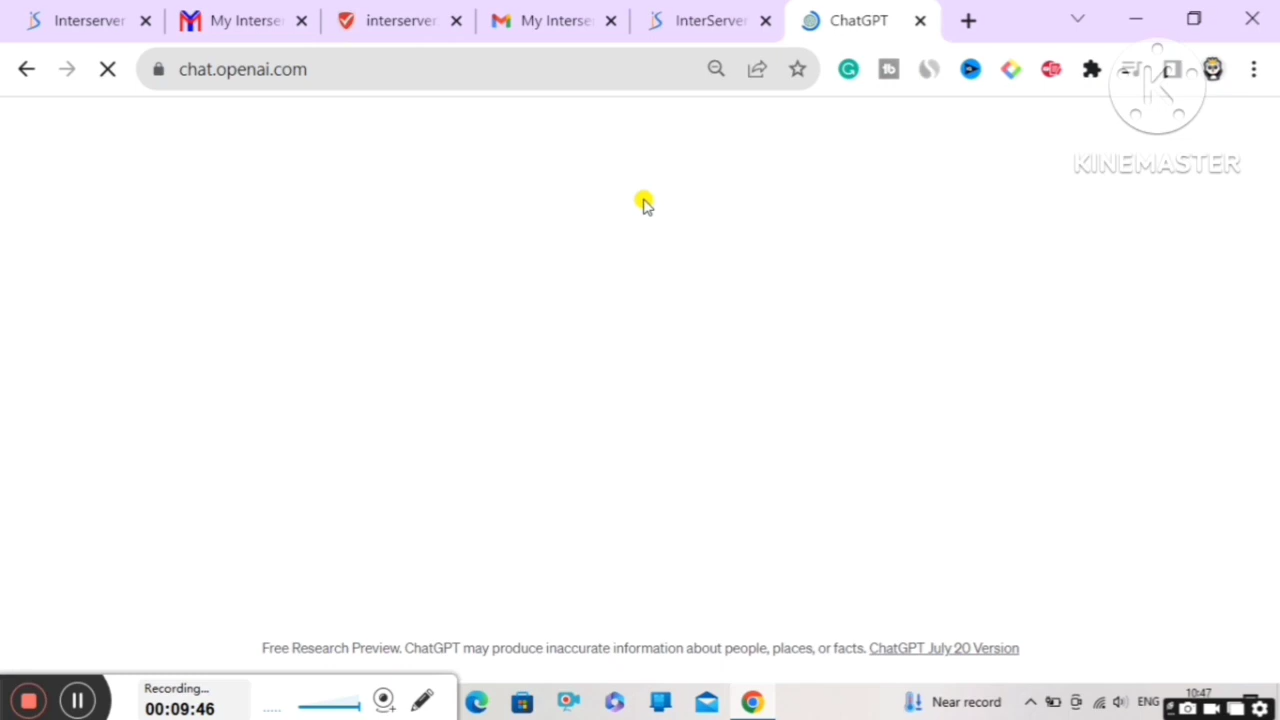 Interserver
My Interse
interserver
My Interse
InterServer
ChatGPT
chat.openai.com
G
tb
KINEMASTER
Free Research Preview. ChatGPT may produce inaccurate information about people, places, or facts. ChatGPT July 20 Version
Recording...
00:09:46
Near record
ENG
10:47